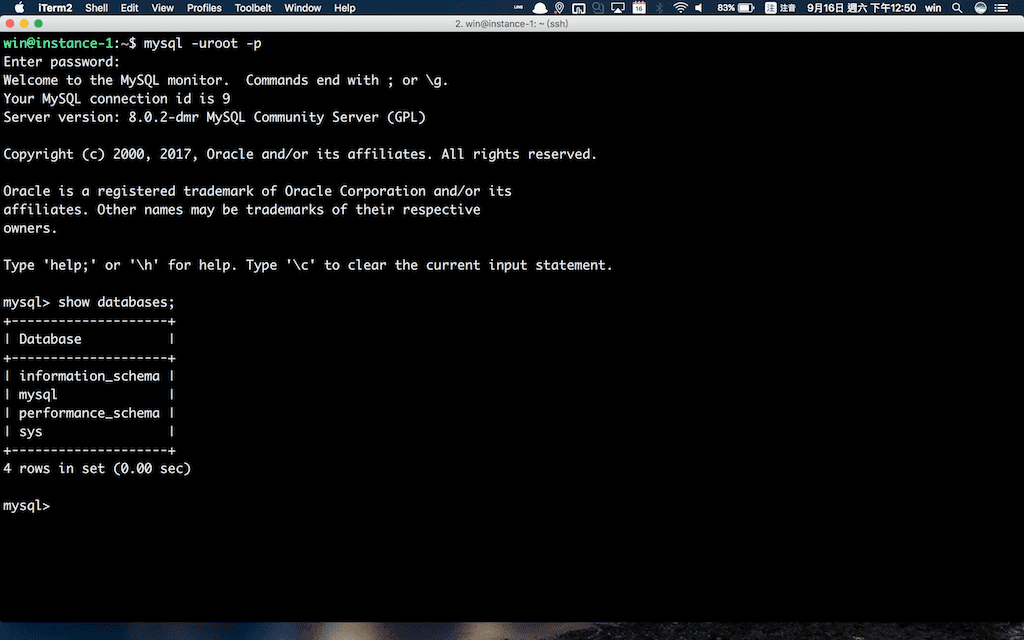 iTerm2 Shell Edit View Profiles Toolbelt Window Help LINE 16 83% 注 注音 9月16日 週六 下午12:50 win
2. win@instance-1: ~ (ssh)
win@instance-1:~$ mysql -uroot -p
Enter password:
Welcome to the MySQL monitor.  Commands end with ; or \g.
Your MySQL connection id is 9
Server version: 8.0.2-dmr MySQL Community Server (GPL)

Copyright (c) 2000, 2017, Oracle and/or its affiliates. All rights reserved.

Oracle is a registered trademark of Oracle Corporation and/or its
affiliates. Other names may be trademarks of their respective
owners.

Type 'help;' or '\h' for help. Type '\c' to clear the current input statement.

mysql> show databases;
+--------------------+
| Database           |
+--------------------+
| information_schema |
| mysql              |
| performance_schema |
| sys                |
+--------------------+
4 rows in set (0.00 sec)

mysql>